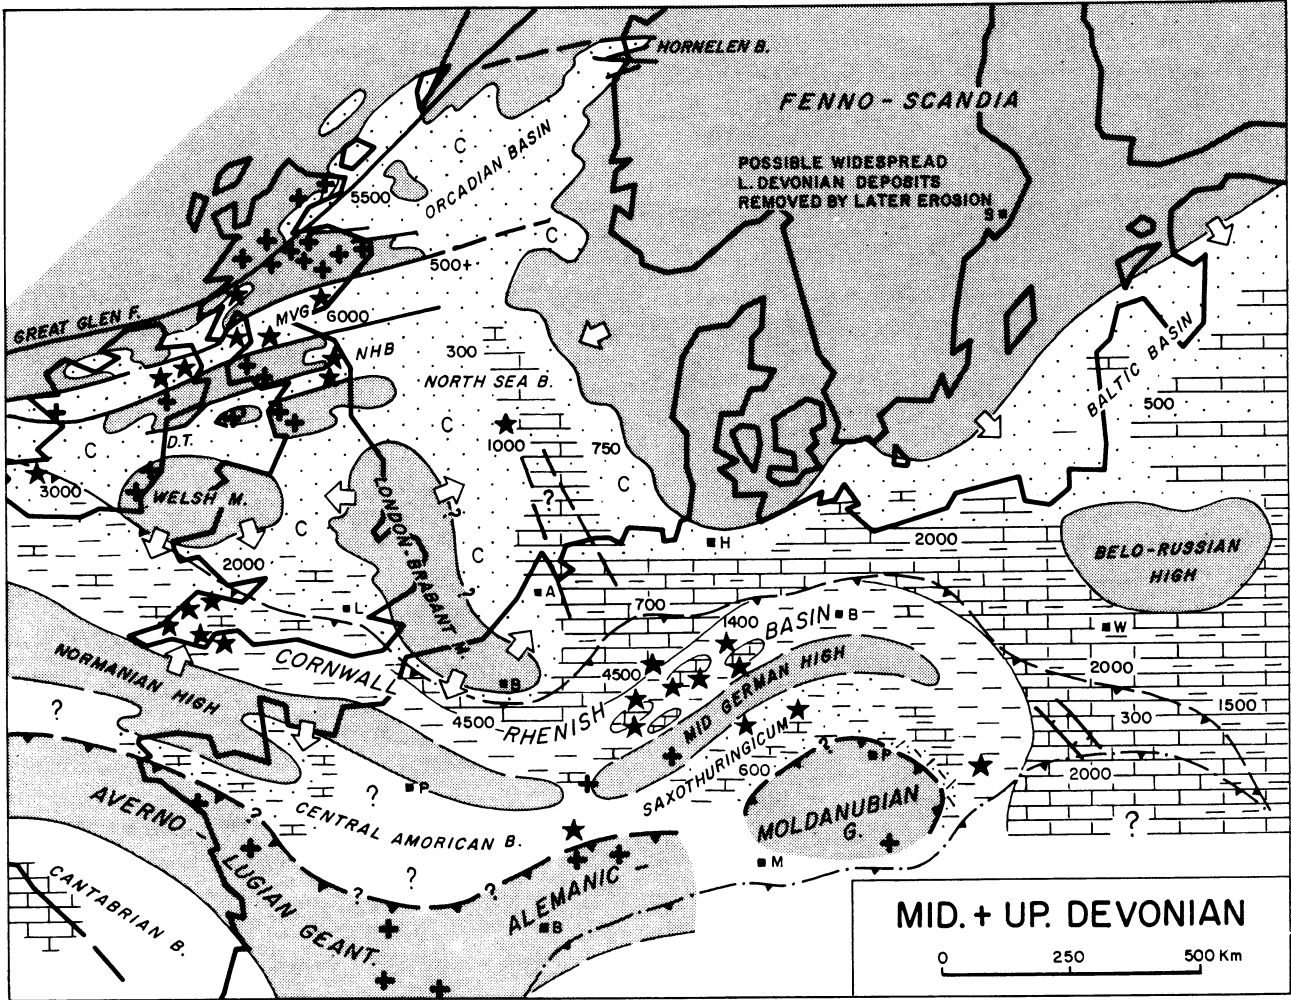 HORNELEN B.
FENNO - SCANDIA
C
ORCADIAN BASIN
POSSIBLE WIDESPREAD
L. DEVONIAN DEPOSITS
REMOVED BY LATER EROSION
S
5500
C
500+
GREAT GLEN F.
MVG
6000
NHB
300
NORTH SEA B.
BALTIC BASIN
500
C
1000
750
D.T.
C
C
3000
WELSH M.
?
LONDON-BRABANT M.
?
C
C
2000
H
2000
BELO-RUSSIAN
HIGH
?
A
L
700
1400
BASIN
B
W
NORMANIAN HIGH
CORNWALL
4500
MID GERMAN HIGH
2000
B
4500
RHENISH
300
1500
?
SAXOTHURINGICUM
600
?
P
2000
AVERNO -
LUGIAN GEANT.
?
?
P
CENTRAL AMORICAN B.
MOLDANUBIAN
G.
?
?
?
?
?
M
ALEMANIC -
B
CANTABRIAN B.
MID. + UP. DEVONIAN
0 250 500 Km